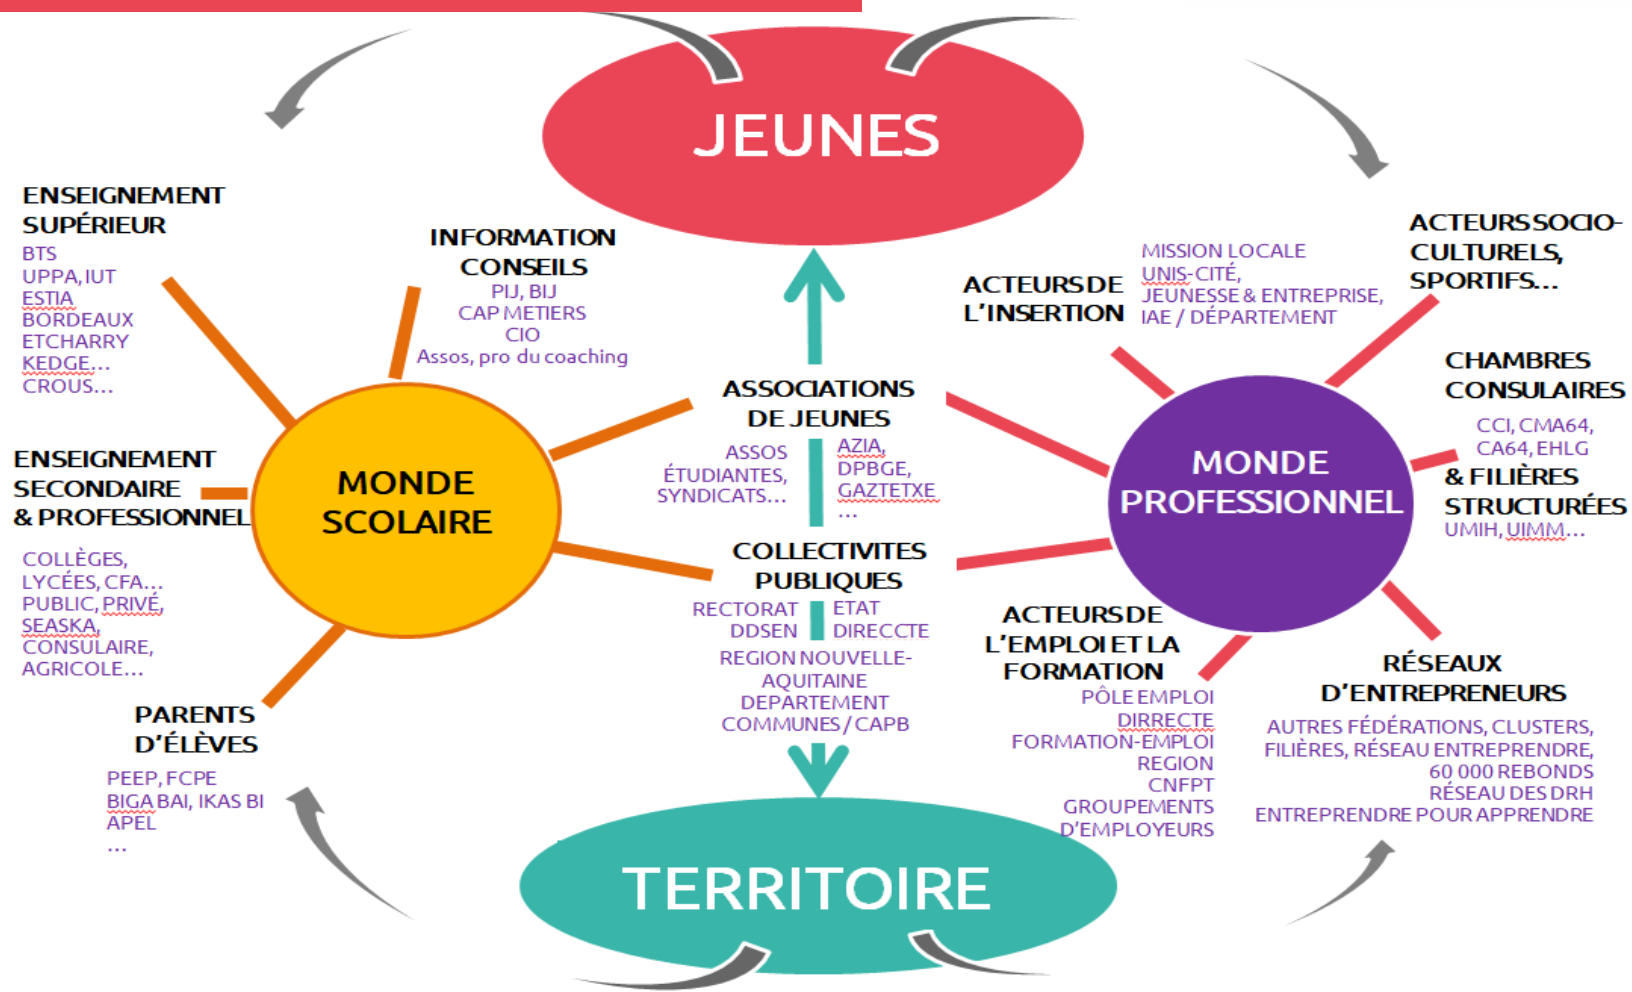 JEUNES
ENSEIGNEMENT
SUPÉRIEUR
BTS
UPPA, IUT
ESTIA
BORDEAUX
ETCHARRY
KEDGE...
CROUS...
INFORMATION
CONSEILS
PIJ, BIJ
CAP METIERS
CIO
Assos, pro du coaching
ENSEIGNEMENT
SECONDAIRE
& PROFESSIONNEL
COLLÈGES,
LYCÉES, CFA...
PUBLIC, PRIVÉ,
SEASKA,
CONSULAIRE,
AGRICOLE...
MONDE
SCOLAIRE
PARENTS
D'ÉLÈVES
PEEP, FCPE
BIGA BAI, IKAS BI
APEL
...
ASSOCIATIONS
DE JEUNES
ASSOS
ÉTUDIANTES,
SYNDICATS...
AZIA,
DPBGE,
GAZTETXE
...
COLLECTIVITES
PUBLIQUES
RECTORAT
DDSEN
ETAT
DIRECCTE
REGION NOUVELLE-
AQUITAINE
DEPARTEMENT
COMMUNES / CAPB
ACTEURS DE
L'INSERTION
MISSION LOCALE
UNIS-CITÉ,
JEUNESSE & ENTREPRISE,
IAE / DÉPARTEMENT
ACTEURS SOCIO-
CULTURELS,
SPORTIFS...
CHAMBRES
CONSULAIRES
CCI, CMA64,
CA64, EHLG
& FILIÈRES
STRUCTURÉES
UMIH, UIMM...
MONDE
PROFESSIONNEL
ACTEURS DE
L'EMPLOI ET LA
FORMATION
PÔLE EMPLOI
DIRRECTE
FORMATION-EMPLOI
REGION
CNFPT
GROUPEMENTS
D'EMPLOYEURS
RÉSEAUX
D'ENTREPRENEURS
AUTRES FÉDÉRATIONS, CLUSTERS,
FILIÈRES, RÉSEAU ENTREPRENDRE,
60 000 REBONDS
RÉSEAU DES DRH
ENTREPRENDRE POUR APPRENDRE
TERRITOIRE